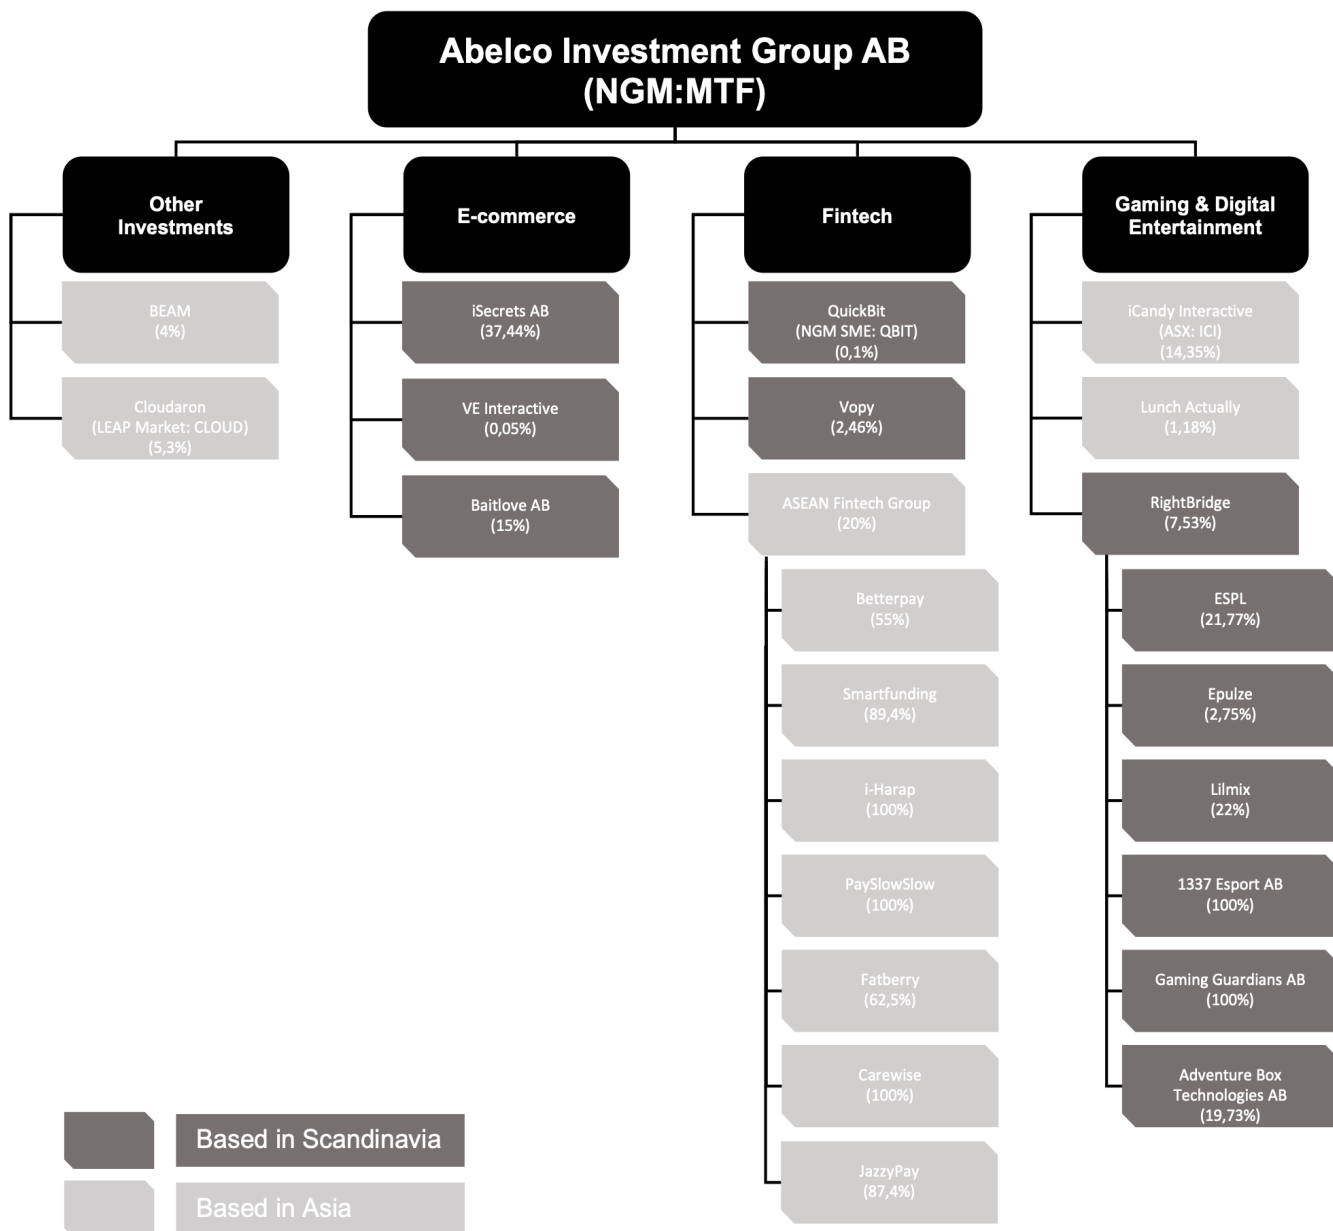 Abelco Investment Group AB
(NGM:MTF)
Other
Investments
BEAM
(4%)
Cloudaron
(LEAP Market: CLOUD)
(5,3%)
E-commerce
iSecrets AB
(37,44%)
VE Interactive
(0,05%)
Baitlove AB
(15%)
Fintech
QuickBit
(NGM SME: QBIT)
(0,1%)
Vopy
(2,46%)
ASEAN Fintech Group
(20%)
Betterpay
(55%)
Smartfunding
(89,4%)
i-Harap
(100%)
PaySlowSlow
(100%)
Fatberry
(62,5%)
Carewise
(100%)
JazzyPay
(87,4%)
Gaming & Digital
Entertainment
iCandy Interactive
(ASX: ICI)
(14,35%)
Lunch Actually
(1,18%)
RightBridge
(7,53%)
ESPL
(21,77%)
Epulze
(2,75%)
Lilmix
(22%)
1337 Esport AB
(100%)
Gaming Guardians AB
(100%)
Adventure Box
Technologies AB
(19,73%)
Based in Scandinavia
Based in Asia